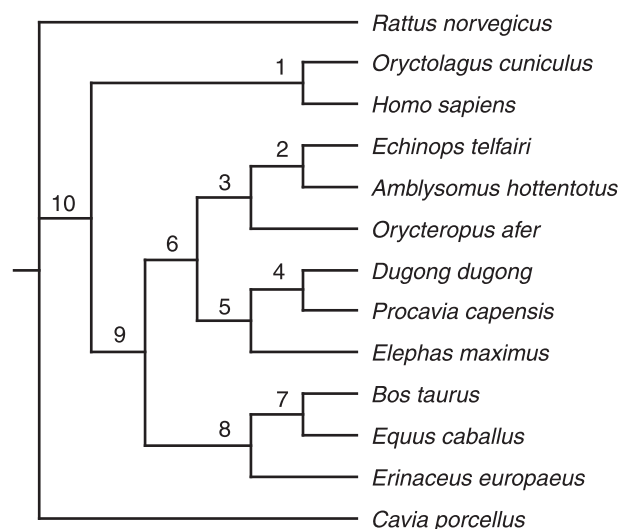 Rattus norvegicus
1
Oryctolagus cuniculus
Homo sapiens
2
Echinops telfairi
3
Amblysomus hottentotus
10
Orycteropus afer
6
4
Dugong dugong
5
Procavia capensis
9
Elephas maximus
7
Bos taurus
8
Equus caballus
Erinaceus europaeus
Cavia porcellus